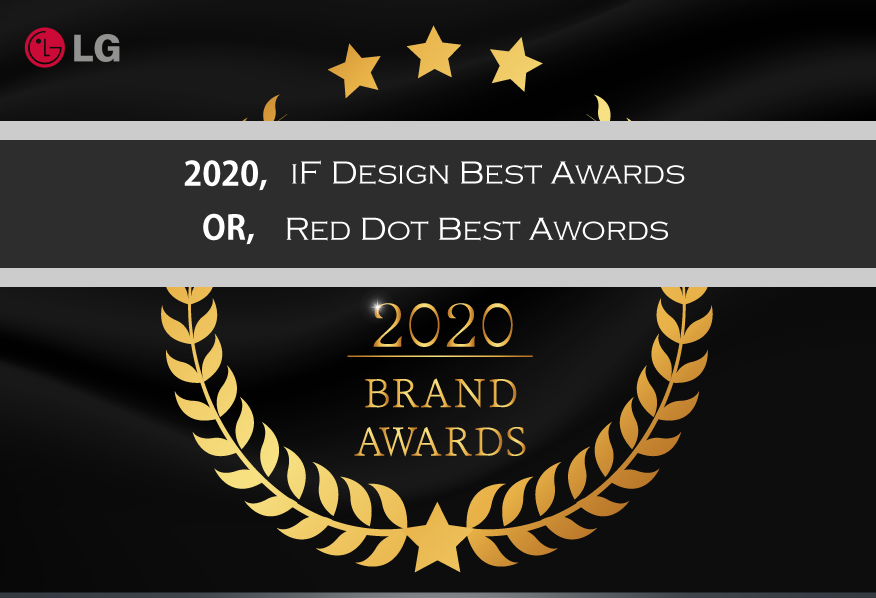 LG
2020, IF DESIGN BEST AWARDS
OR, RED DOT BEST AWORDS
2020
BRAND
AWARDS